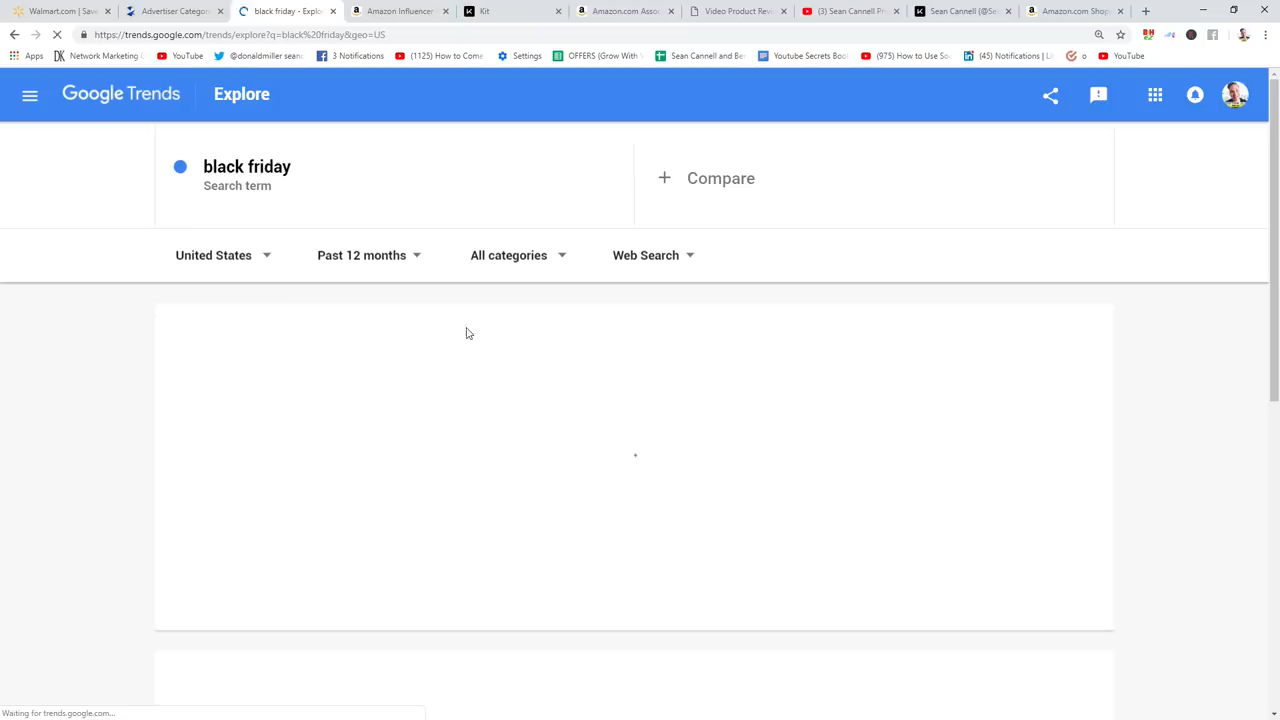 Walmart.com | Save
Advertiser Categori
black friday - Explor
Amazon Influencer
Kit
Amazon.com Asso
Video Product Revie
(3) Sean Cannell Pr
Sean Cannell (@Se
Amazon.com Shop
https://trends.google.com/trends/explore?q=black%20friday&geo=US
Apps
Network Marketing
YouTube
@donaldmiller seanc
3 Notifications
(1125) How to Come
Settings
OFFERS (Grow With
Sean Cannell and Be
Youtube Secrets Boo
(975) How to Use So
(45) Notifications | Li
o
YouTube
Google Trends
Explore
black friday
Search term
+ Compare
United States
Past 12 months
All categories
Web Search
Waiting for trends.google.com...